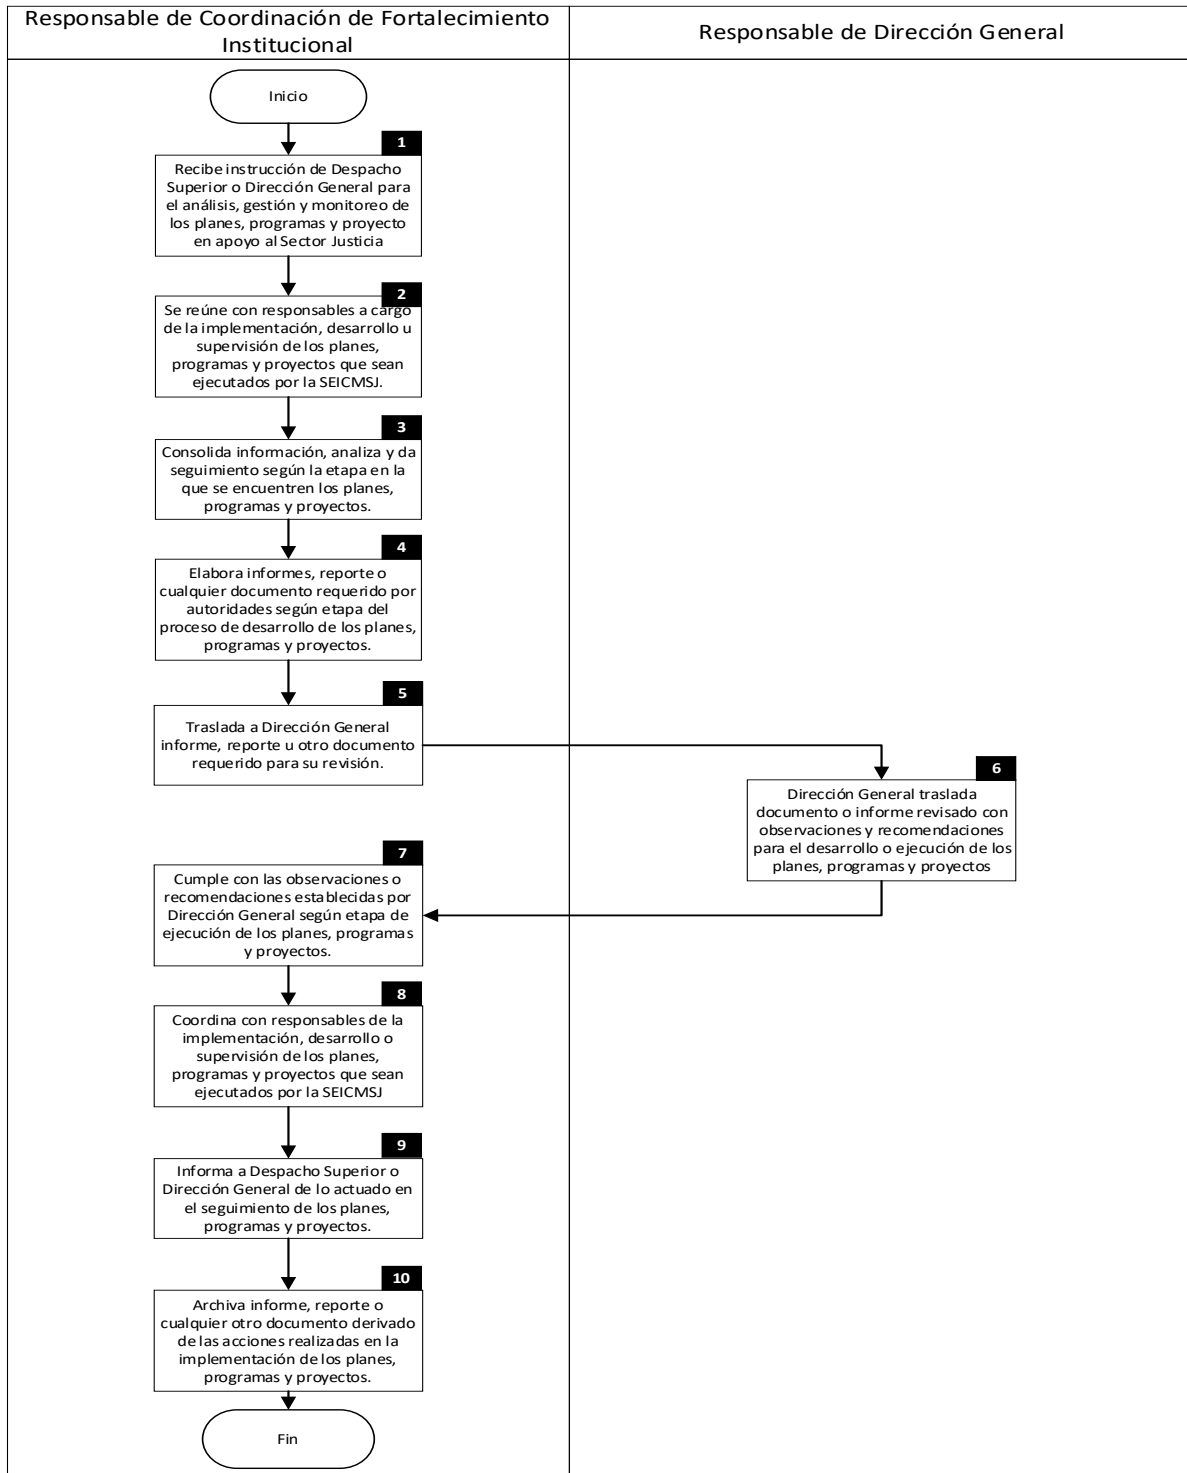 Responsable de Coordinación de Fortalecimiento
Institucional
Responsable de Dirección General
Inicio
1
Recibe instrucción de Despacho
Superior o Dirección General para
el análisis, gestión y monitoreo de
los planes, programas y proyecto
en apoyo al Sector Justicia
2
Se reúne con responsables a cargo
de la implementación, desarrollo u
supervisión de los planes,
programas y proyectos que sean
ejecutados por la SEICMSJ.
3
Consolida información, analiza y da
seguimiento según la etapa en la
que se encuentren los planes,
programas y proyectos.
4
Elabora informes, reporte o
cualquier documento requerido por
autoridades según etapa del
proceso de desarrollo de los planes,
programas y proyectos.
5
Traslada a Dirección General
informe, reporte u otro documento
requerido para su revisión.
6
Dirección General traslada
documento o informe revisado con
observaciones y recomendaciones
para el desarrollo o ejecución de los
planes, programas y proyectos
7
Cumple con las observaciones o
recomendaciones establecidas por
Dirección General según etapa de
ejecución de los planes, programas
y proyectos.
8
Coordina con responsables de la
implementación, desarrollo o
supervisión de los planes,
programas y proyectos que sean
ejecutados por la SEICMSJ
9
Informa a Despacho Superior o
Dirección General de lo actuado en
el seguimiento de los planes,
programas y proyectos.
10
Archiva informe, reporte o
cualquier otro documento derivado
de las acciones realizadas en la
implementación de los planes,
programas y proyectos.
Fin